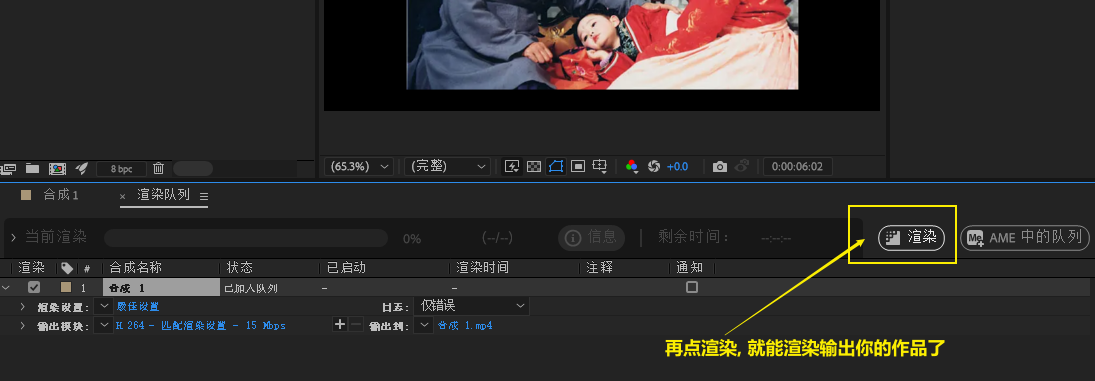 8 bpc
(65.3%)
(完整)
+0.0
0:00:06:02
合成 1
× 渲染队列 ≡
> 当前渲染
0%
(--/--)
信息
剩余时间：
--:--:--
渲染
Me AME 中的队列
渲染 # 合成名称 状态 已启动 渲染时间 注释 通知
1 合成 1 已加入队列 - -
渲染设置： 最佳设置 日志： 仅错误
输出模块： H.264 - 匹配渲染设置 - 15 Mbps + 输出到： 合成 1.mp4
再点渲染, 就能渲染输出你的作品了